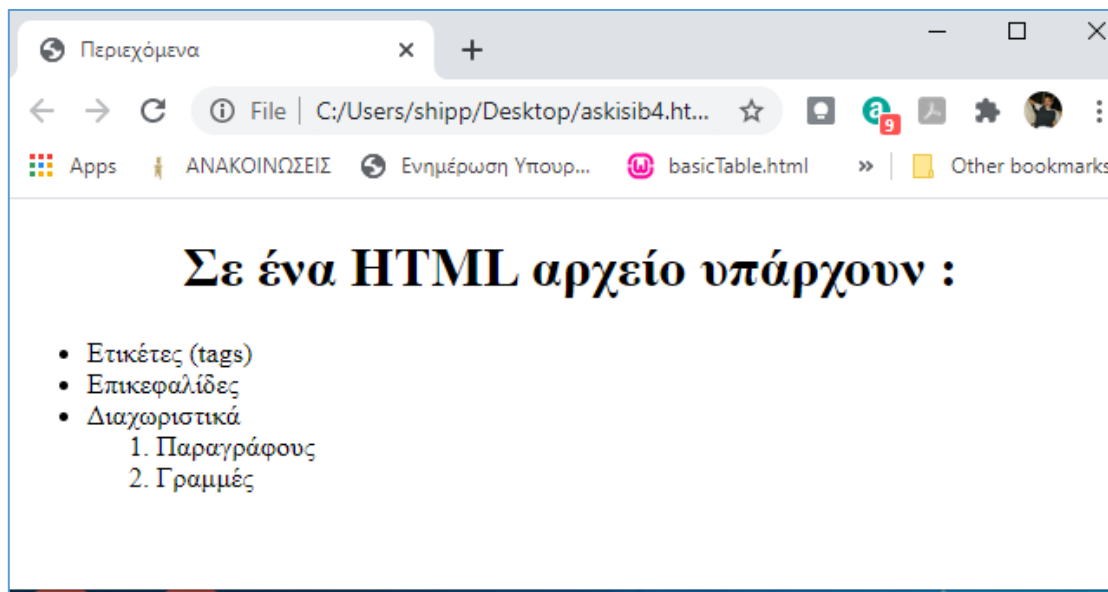 Περιεχόμενα
File C:/Users/shipp/Desktop/askisib4.ht...
9
Apps ΑΝΑΚΟΙΝΩΣΕΙΣ Ενημέρωση Υπουρ... basicTable.html » Other bookmarks
Σε ένα HTML αρχείο υπάρχουν :
• Ετικέτες (tags)
• Επικεφαλίδες
• Διαχωριστικά
1. Παραγράφους
2. Γραμμές